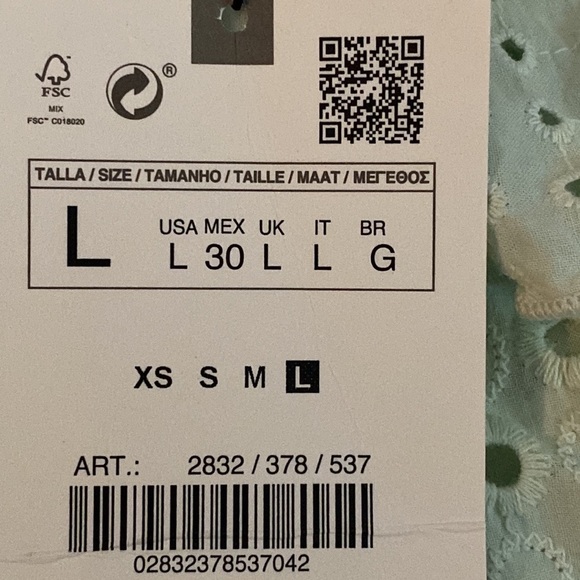 FSC
MIX
FSC™ C018020
®
TALLA / SIZE / TAMANHO / TAILLE / MAAT / ΜΕΓΕΘΟΣ
L
USA MEX UK IT BR
L 30 L L G
XS S M L
ART.: 2832 / 378 / 537
02832378537042